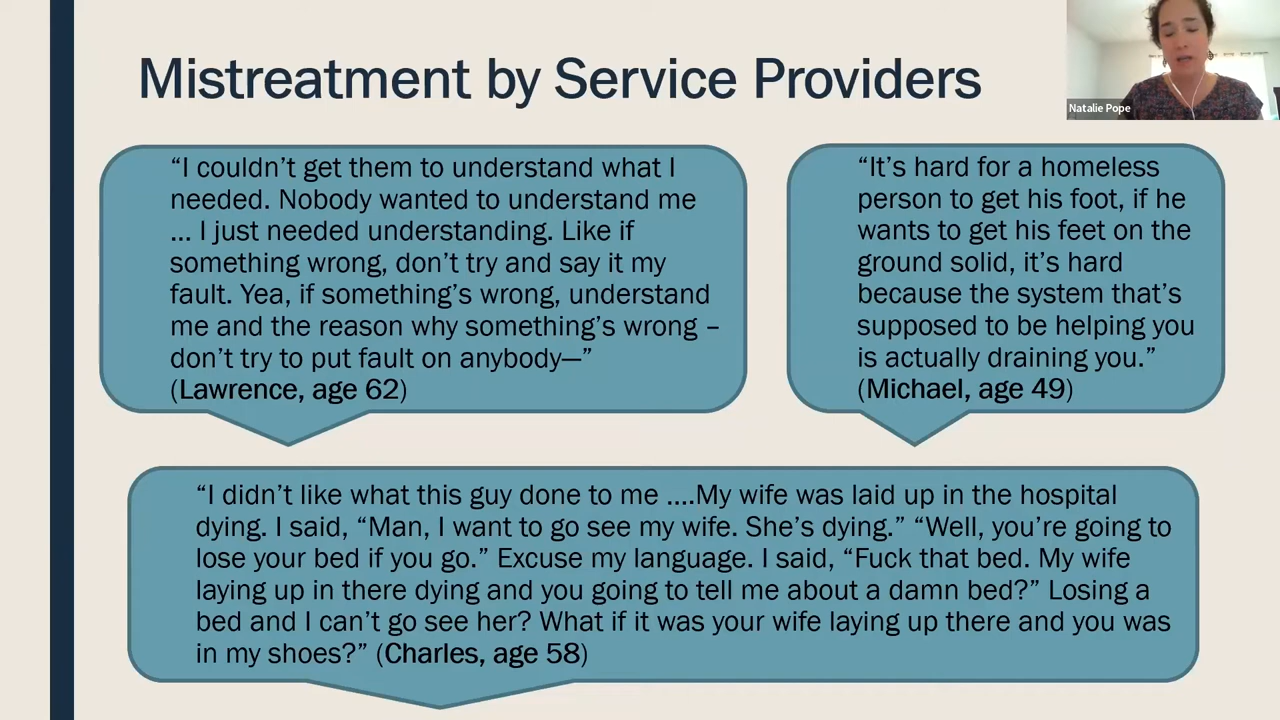 Mistreatment by Service Providers
Natalie Pope
“I couldn’t get them to understand what I
needed. Nobody wanted to understand me
... I just needed understanding. Like if
something wrong, don’t try and say it my
fault. Yea, if something’s wrong, understand
me and the reason why something’s wrong –
don’t try to put fault on anybody—”
(Lawrence, age 62)
“It’s hard for a homeless
person to get his foot, if he
wants to get his feet on the
ground solid, it’s hard
because the system that’s
supposed to be helping you
is actually draining you.”
(Michael, age 49)
“I didn’t like what this guy done to me ....My wife was laid up in the hospital
dying. I said, “Man, I want to go see my wife. She’s dying.” “Well, you’re going to
lose your bed if you go.” Excuse my language. I said, “Fuck that bed. My wife
laying up in there dying and you going to tell me about a damn bed?” Losing a
bed and I can’t go see her? What if it was your wife laying up there and you was
in my shoes?” (Charles, age 58)